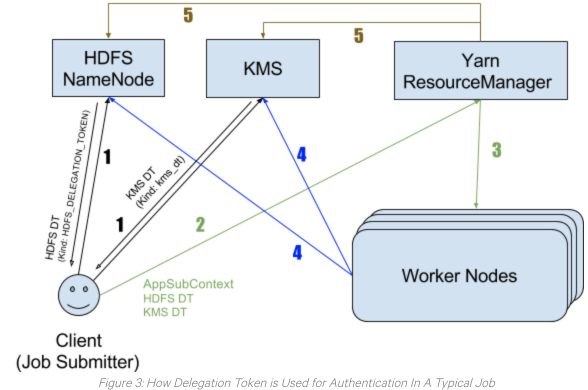 5
5
HDFS
NameNode
KMS
Yarn
ResourceManager
HDFS DT
(Kind: HDFS_DELEGATION_TOKEN)
1
KMS DT
(Kind: kms_dt)
1
4
3
2
4
AppSubContext
HDFS DT
KMS DT
Worker Nodes
Client
(Job Submitter)
Figure 3: How Delegation Token is Used for Authentication In A Typical Job